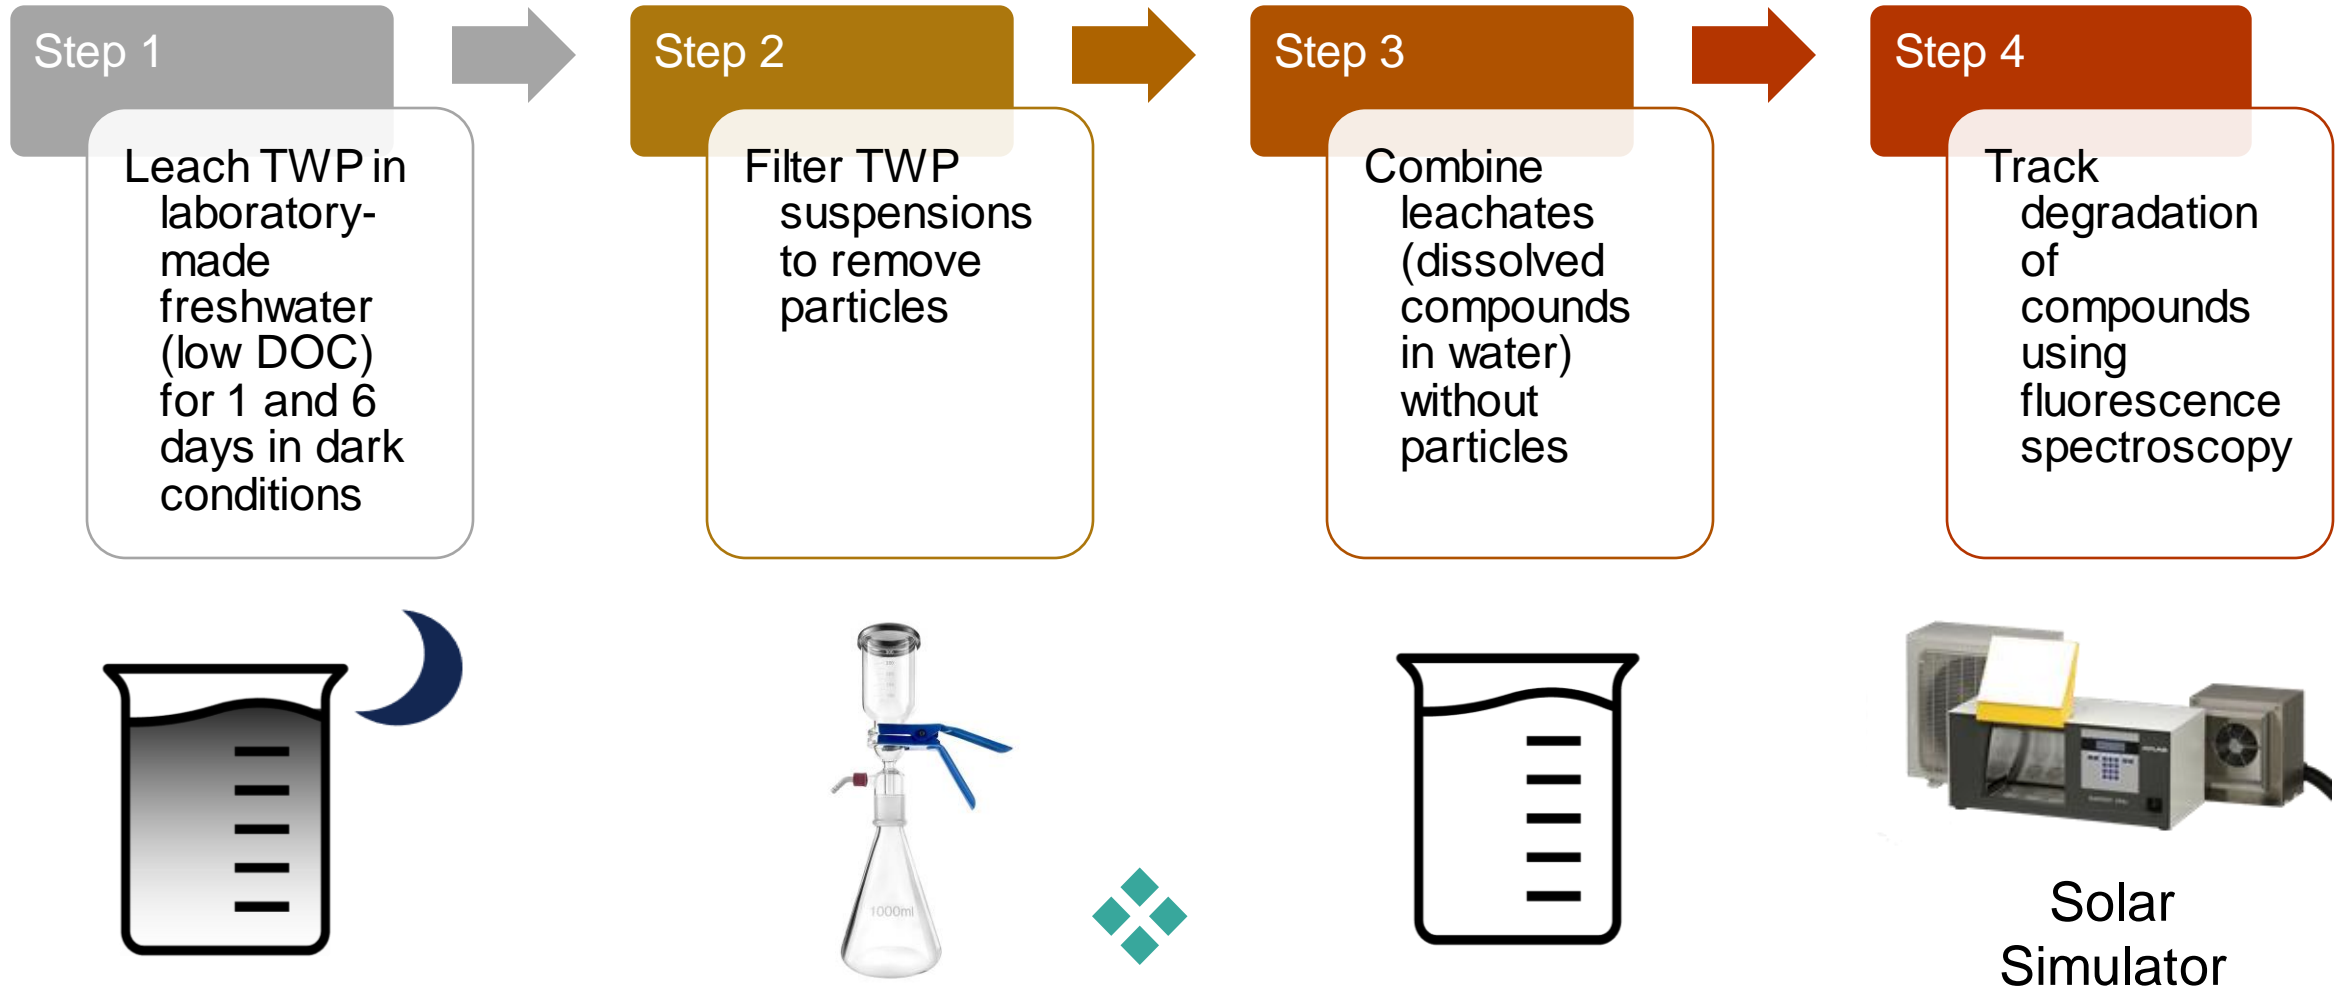 Step 1
Leach TWP in
laboratory-
made
freshwater
(low DOC)
for 1 and 6
days in dark
conditions
Step 2
Filter TWP
suspensions
to remove
particles
Step 3
Combine
leachates
(dissolved
compounds
in water)
without
particles
Step 4
Track
degradation
of
compounds
using
fluorescence
spectroscopy
1000ml
Solar
Simulator